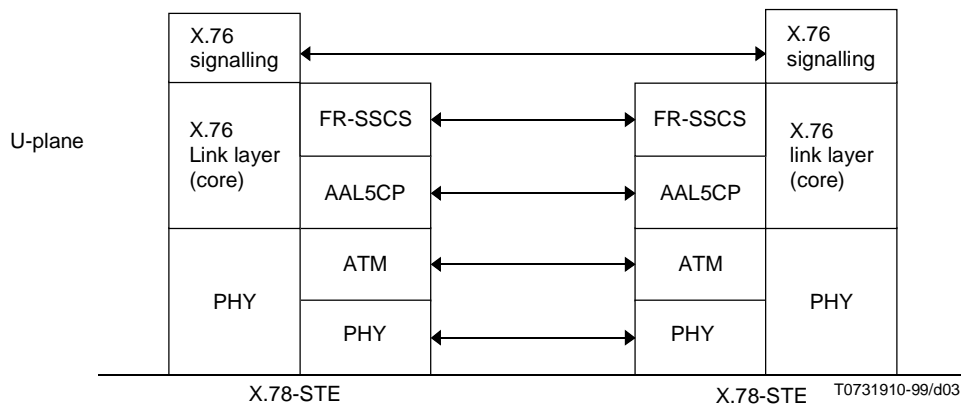 X.76
signalling
X.76
signalling
U-plane
X.76
Link layer
(core)
FR-SSCS
FR-SSCS
X.76
link layer
(core)
AAL5CP
AAL5CP
PHY
ATM
ATM
PHY
PHY
PHY
X.78-STE
X.78-STE
T0731910-99/d03